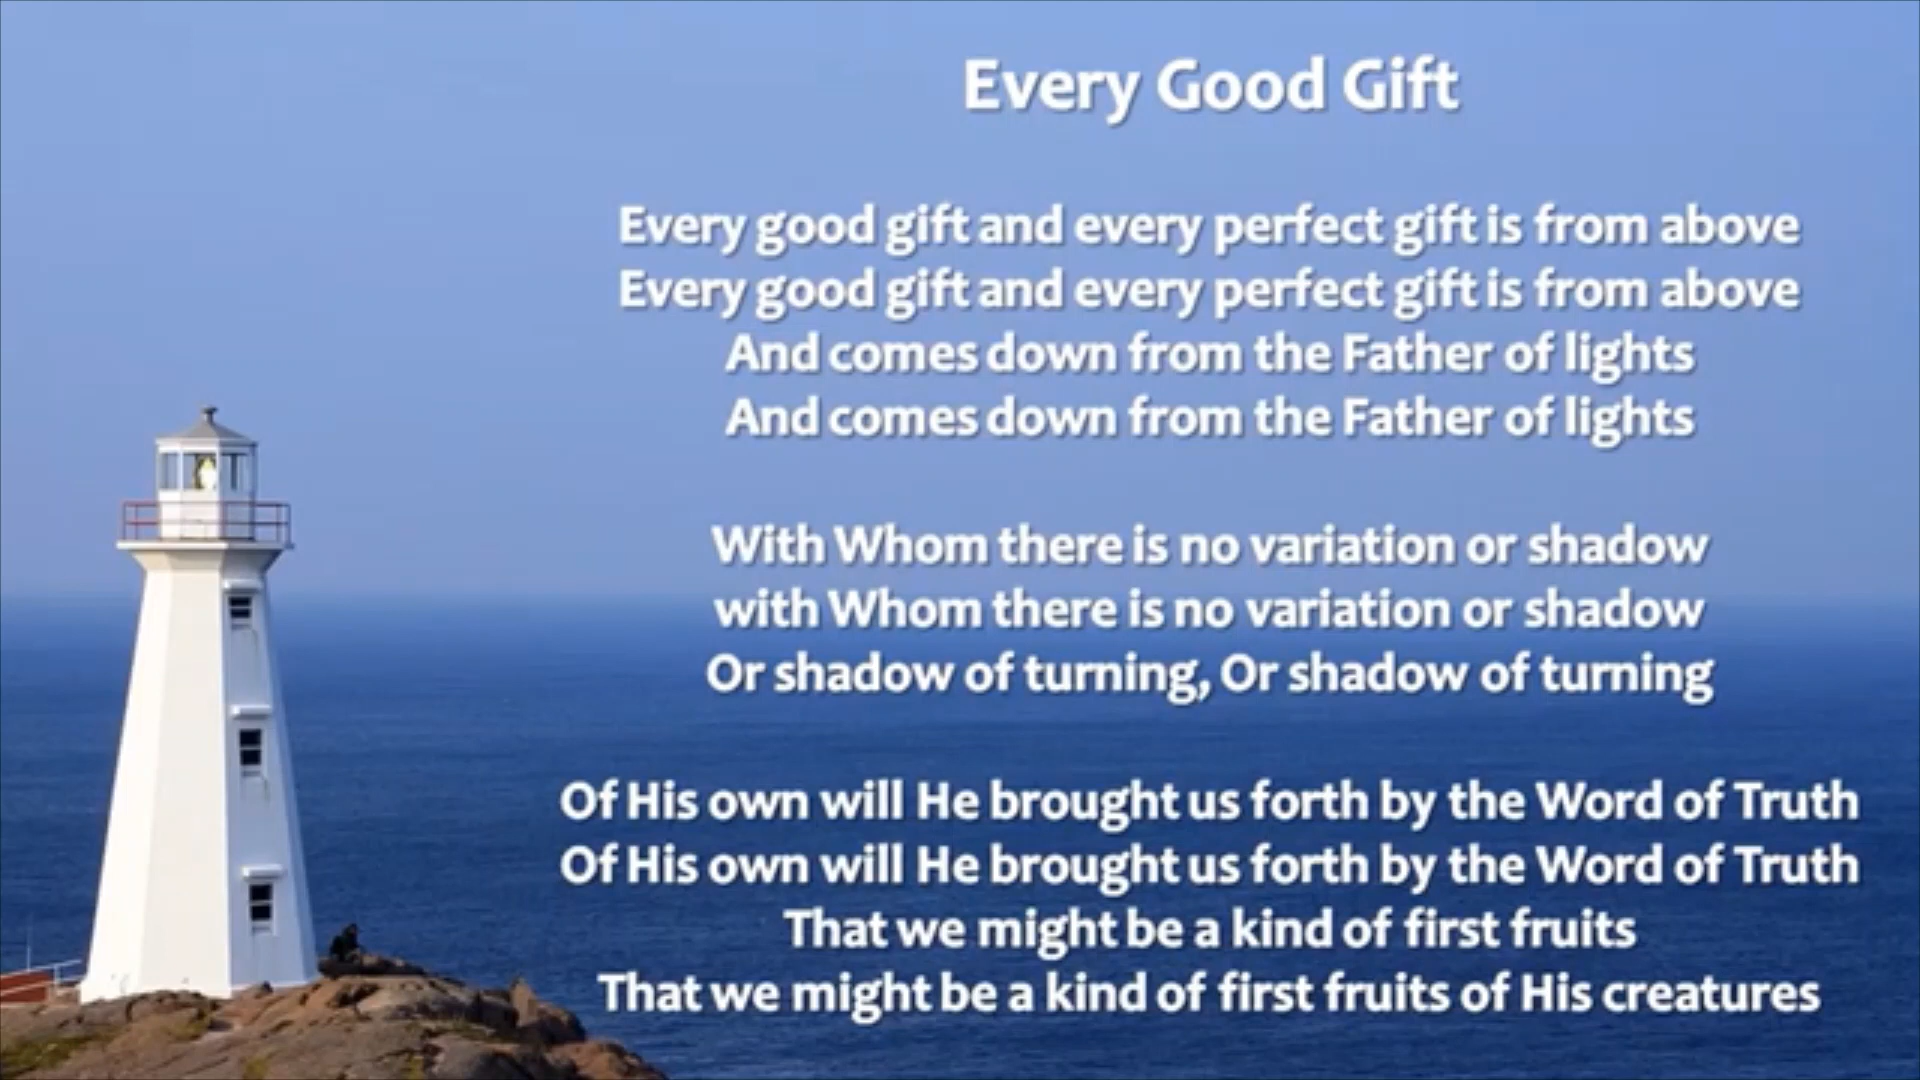 Every Good Gift
Every good gift and every perfect gift is from above
Every good gift and every perfect gift is from above
And comes down from the Father of lights
And comes down from the Father of lights
With Whom there is no variation or shadow
with Whom there is no variation or shadow
Or shadow of turning, Or shadow of turning
Of His own will He brought us forth by the Word of Truth
Of His own will He brought us forth by the Word of Truth
That we might be a kind of first fruits
That we might be a kind of first fruits of His creatures